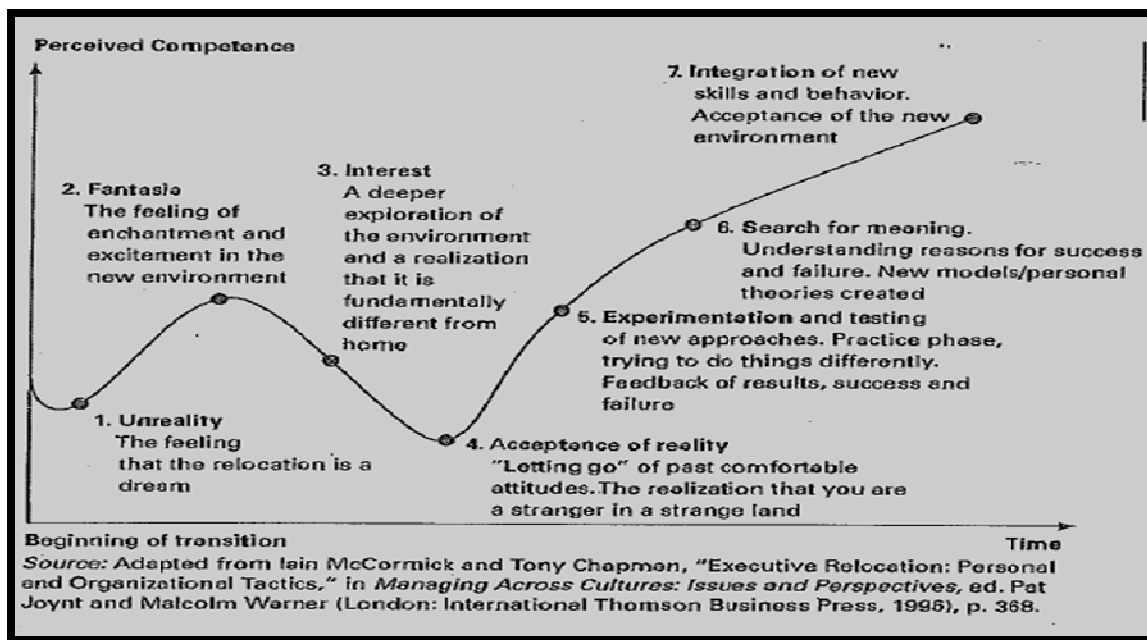 Perceived Competence
7. Integration of new
skills and behavior.
Acceptance of the new
environment
3. Interest
A deeper
exploration of
the environment
and a realization
that it is
fundamentally
different from
home
2. Fantasia
The feeling of
enchantment and
excitement in the
new environment
6. Search for meaning.
Understanding reasons for success
and failure. New models/personal
theories created
5. Experimentation and testing
of new approaches. Practice phase,
trying to do things differently.
Feedback of results, success and
failure
1. Unreality
The feeling
that the relocation is a
dream
4. Acceptance of reality
"Letting go" of past comfortable
attitudes. The realization that you are
a stranger in a strange land
Beginning of transition
Time
Source: Adapted from Iain McCormick and Tony Chapman, "Executive Relocation: Personal
and Organizational Tactics," in Managing Across Cultures: Issues and Perspectives, ed. Pat
Joynt and Malcolm Warner (London: International Thomson Business Press, 1996), p. 368.